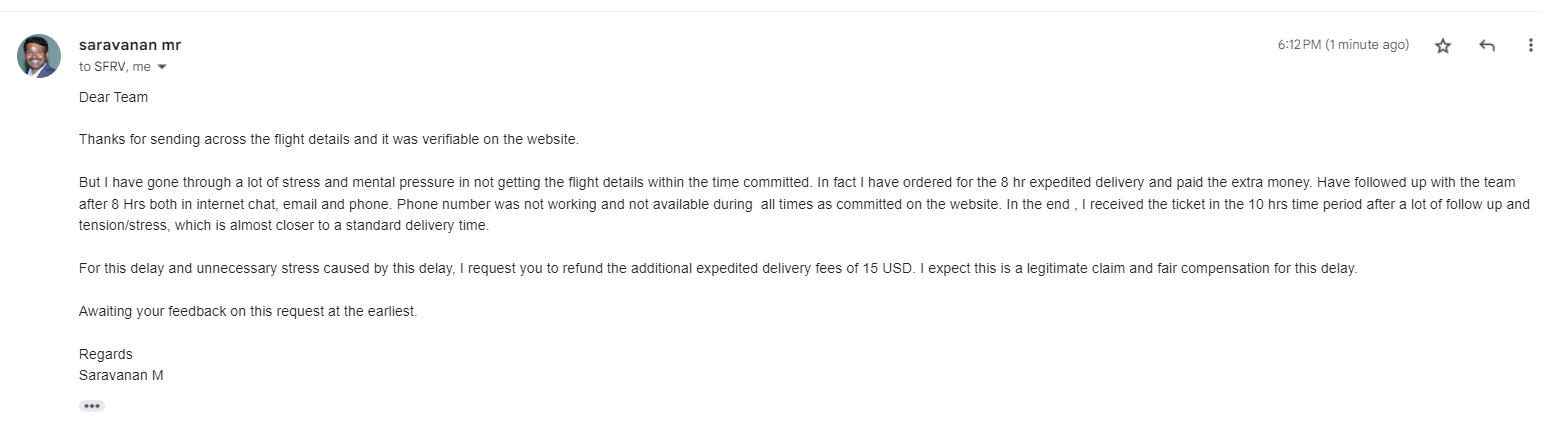 saravanan mr
6:12 PM (1 minute ago)
to SFRV, me
Dear Team
Thanks for sending across the flight details and it was verifiable on the website.
But I have gone through a lot of stress and mental pressure in not getting the flight details within the time committed. In fact I have ordered for the 8 hr expedited delivery and paid the extra money. Have followed up with the team
after 8 Hrs both in internet chat, email and phone. Phone number was not working and not available during  all times as committed on the website. In the end , I received the ticket in the 10 hrs time period after a lot of follow up and
tension/stress, which is almost closer to a standard delivery time.
For this delay and unnecessary stress caused by this delay, I request you to refund the additional expedited delivery fees of 15 USD. I expect this is a legitimate claim and fair compensation for this delay.
Awaiting your feedback on this request at the earliest.
Regards
Saravanan M